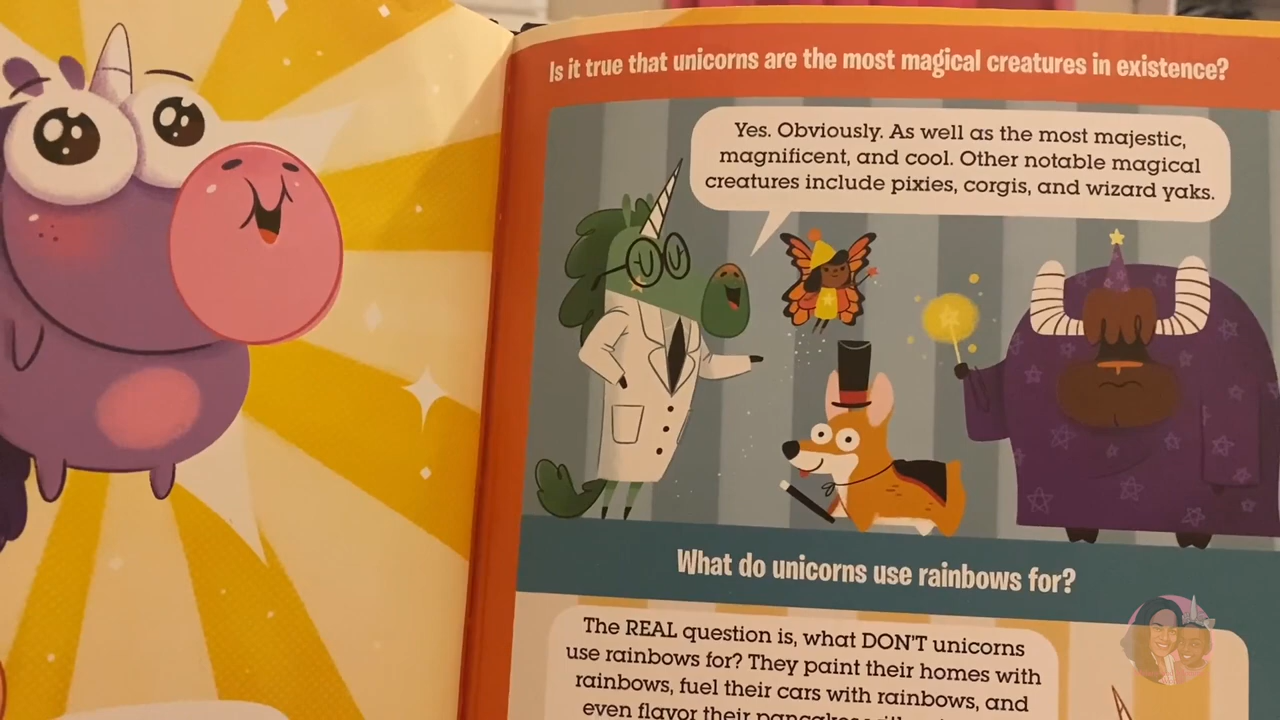 Is it true that unicorns are the most magical creatures in existence?
Yes. Obviously. As well as the most majestic,
magnificent, and cool. Other notable magical
creatures include pixies, corgis, and wizard yaks.
What do unicorns use rainbows for?
The REAL question is, what DON'T unicorns
use rainbows for? They paint their homes with
rainbows, fuel their cars with rainbows, and
even flavor their pancakes